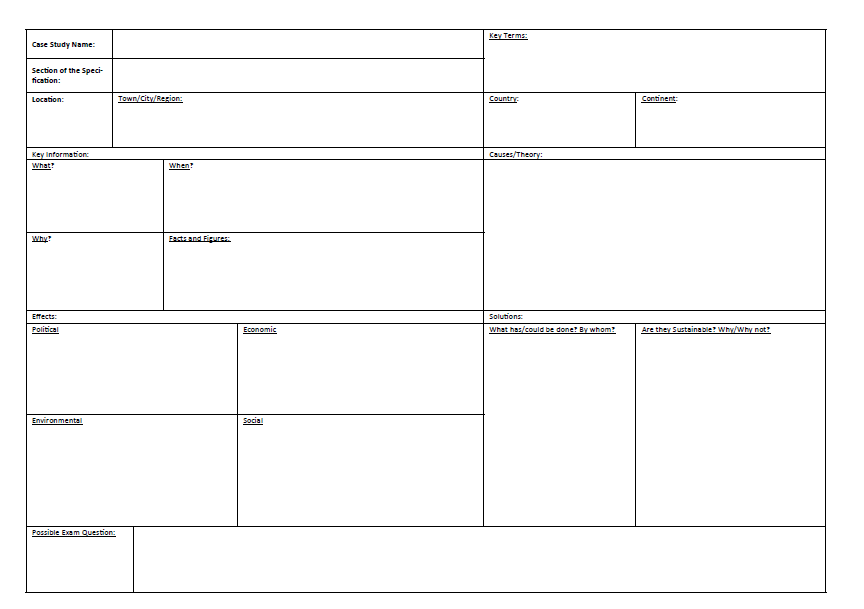 Case Study Name:
Key Terms:
Section of the Speci-
fication:
Location:
Town/City/Region:
Country:
Continent:
Key Information:
Causes/Theory:
What?
When?
Why?
Facts and Figures:
Effects:
Solutions:
Political
Economic
What has/could be done? By whom?
Are they Sustainable? Why/Why not?
Environmental
Social
Possible Exam Question: